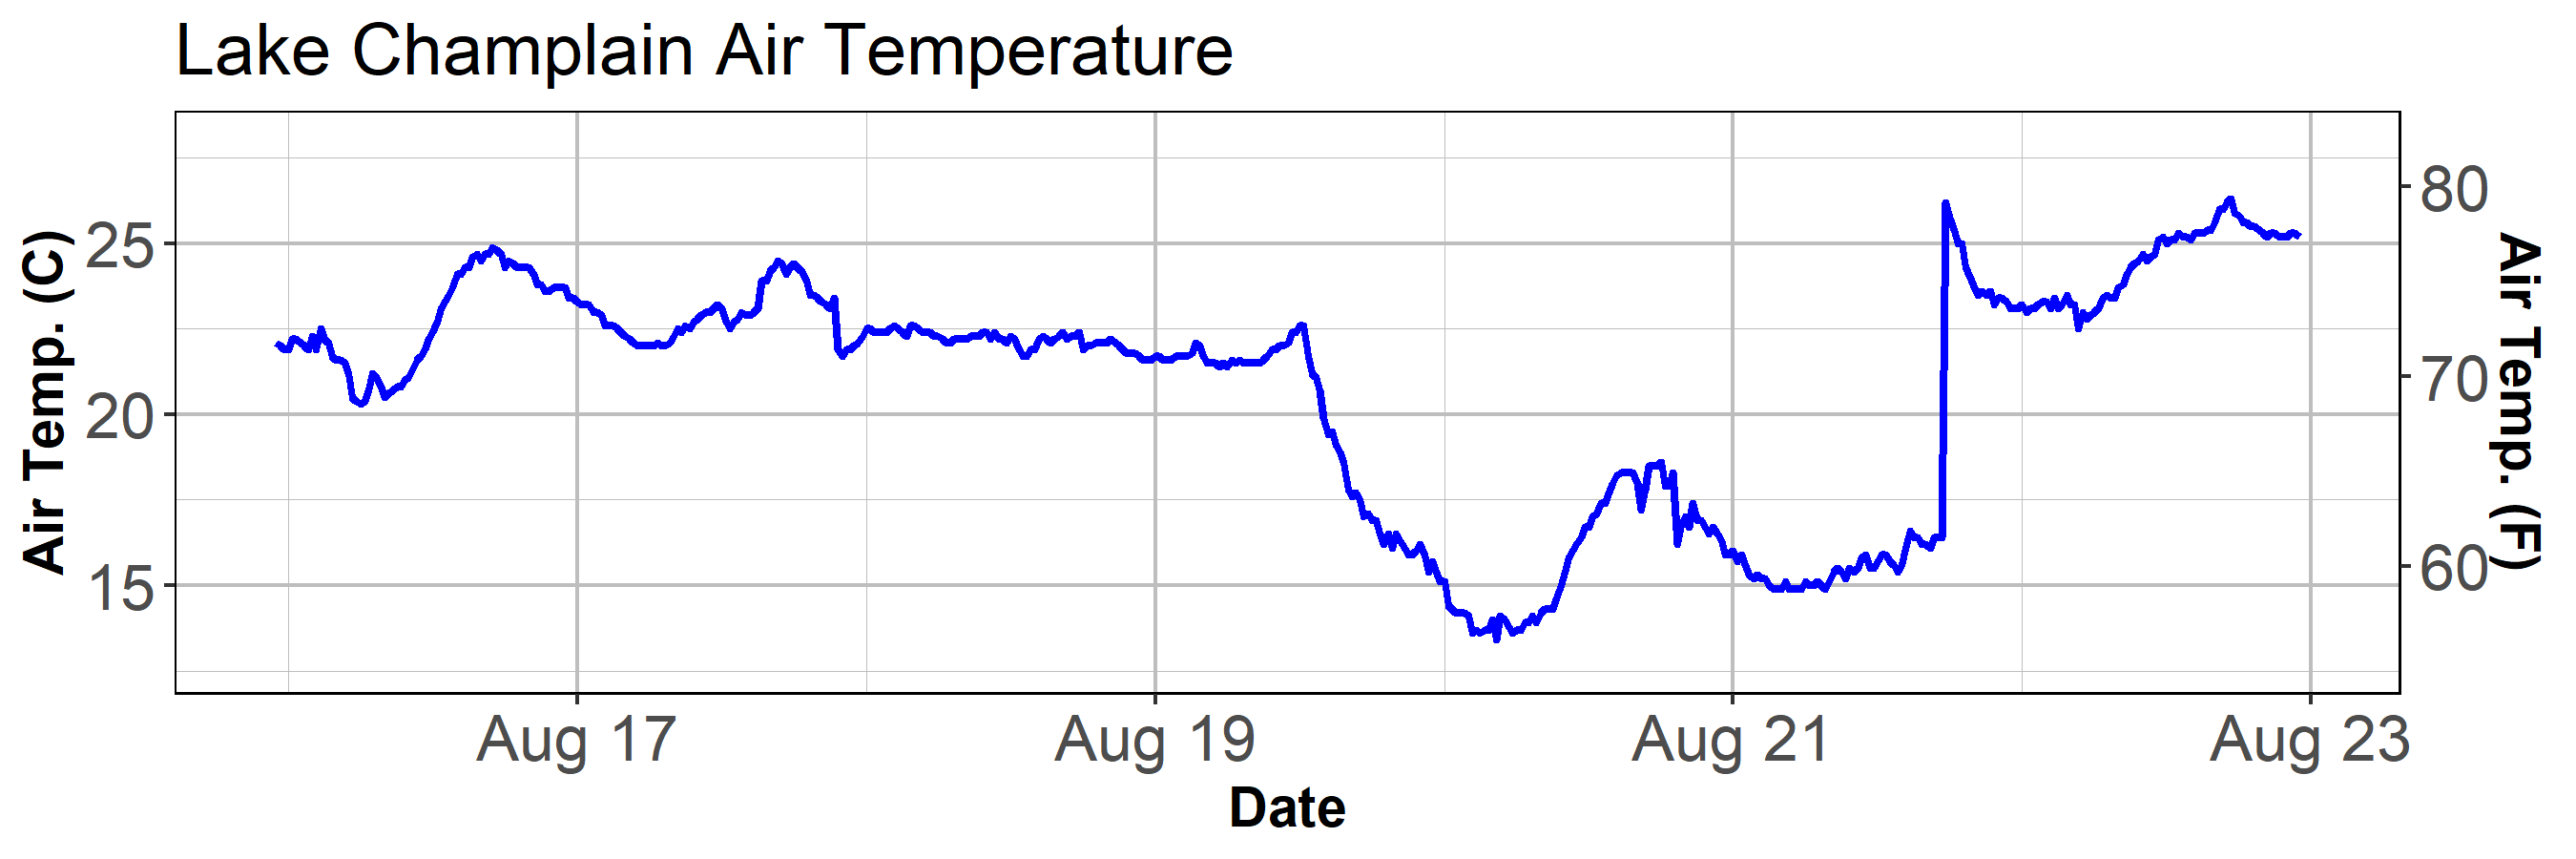 Lake Champlain Air Temperature
Air Temp. (C)
25
20
15
80
70
60
Air Temp. (F)
Aug 17
Aug 19
Aug 21
Aug 23
Date